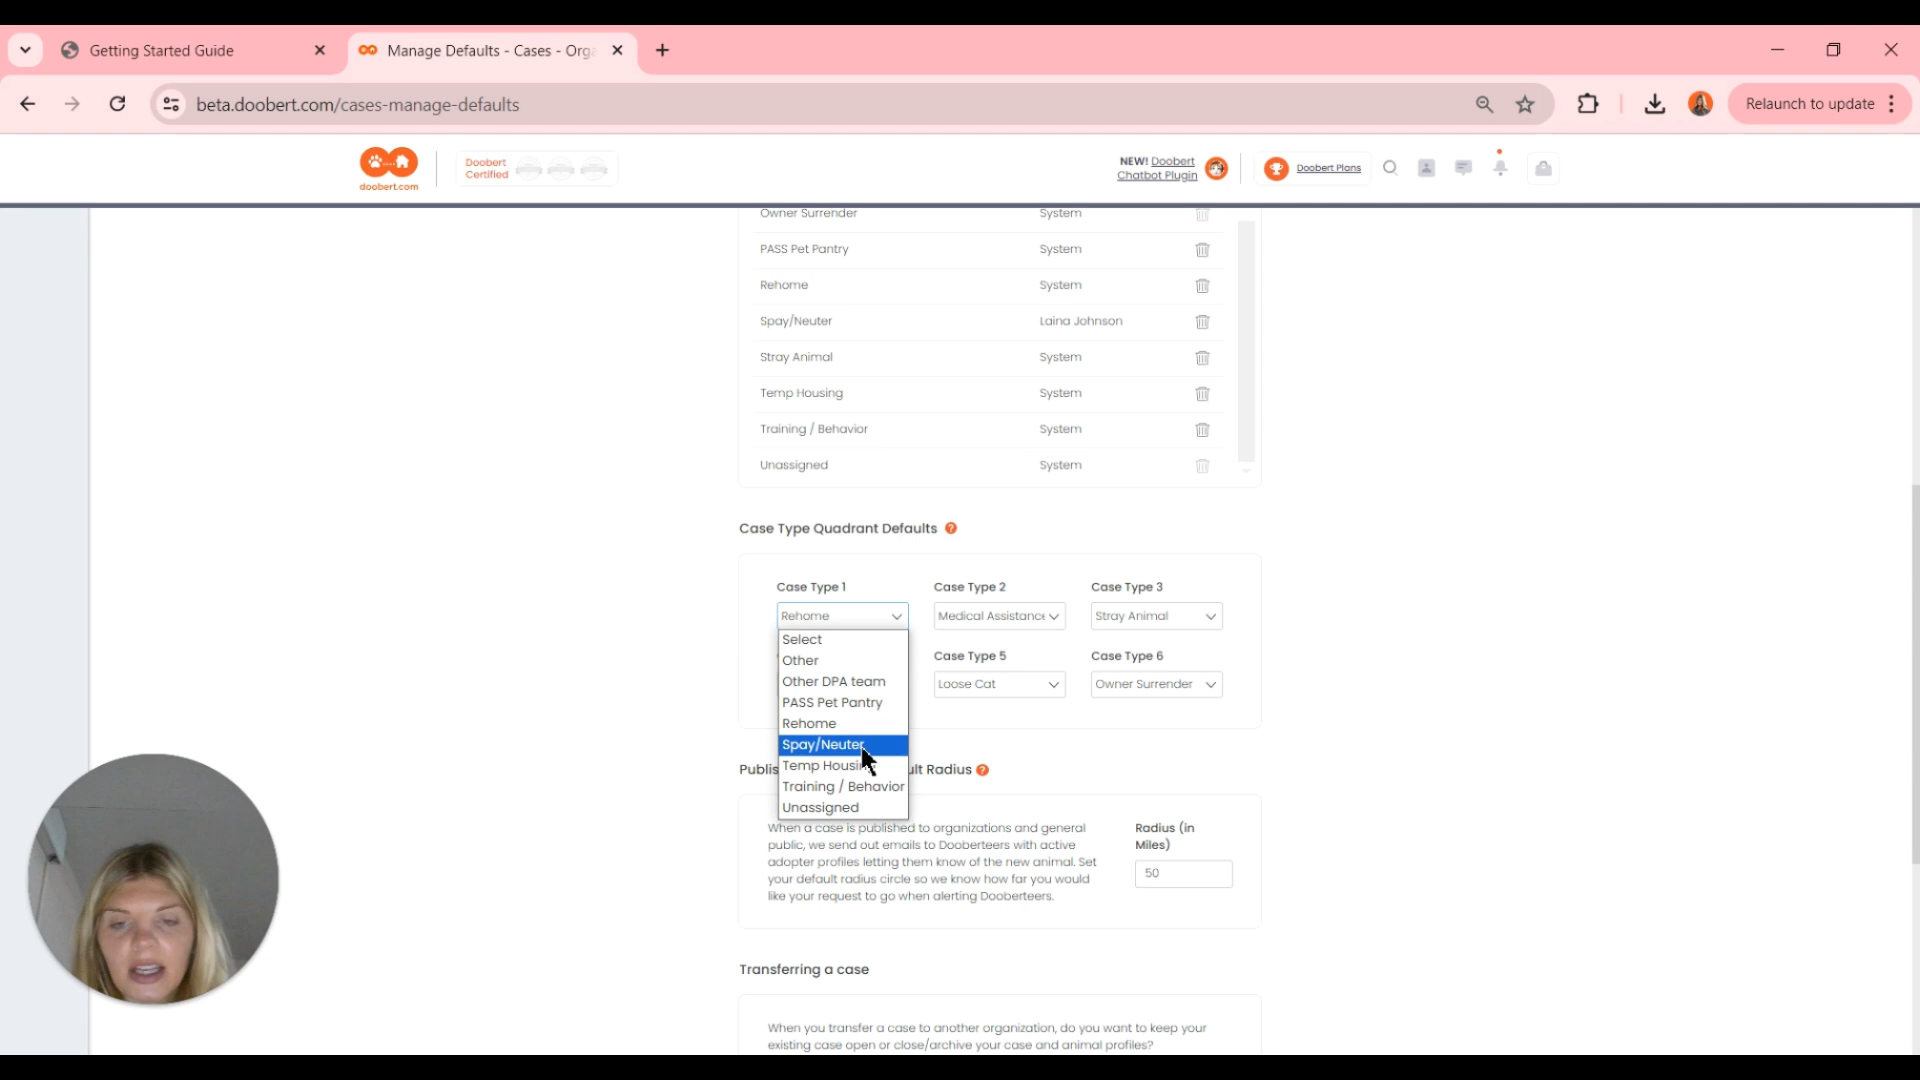 Getting Started Guide
Manage Defaults - Cases - Orga
beta.doobert.com/cases-manage-defaults
Relaunch to update
doobert.com
Doobert
Certified
NEW! Doobert
Chatbot Plugin
Doobert Plans
Owner Surrender System
PASS Pet Pantry System
Rehome System
Spay/Neuter Laina Johnson
Stray Animal System
Temp Housing System
Training / Behavior System
Unassigned System
Case Type Quadrant Defaults ?
Case Type 1 Case Type 2 Case Type 3
Rehome Medical Assistance Stray Animal
Select
Other
Other DPA team
PASS Pet Pantry
Rehome
Spay/Neuter
Temp Housing
Training / Behavior
Unassigned
Case Type 5 Case Type 6
Loose Cat Owner Surrender
Publis ult Radius ?
When a case is published to organizations and general
public, we send out emails to Dooberteers with active
adopter profiles letting them know of the new animal. Set
your default radius circle so we know how far you would
like your request to go when alerting Dooberteers.
Radius (in
Miles)
50
Transferring a case
When you transfer a case to another organization, do you want to keep your
existing case open or close/archive your case and animal profiles?